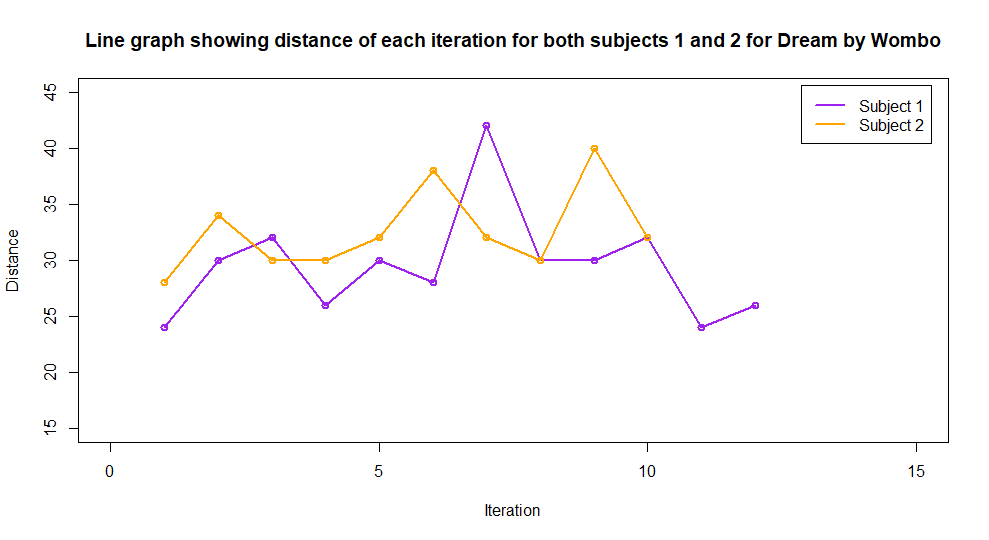 Line graph showing distance of each iteration for both subjects 1 and 2 for Dream by Wombo
Subject 1
Subject 2
45
40
35
30
25
20
15
Distance
0
5
10
15
Iteration